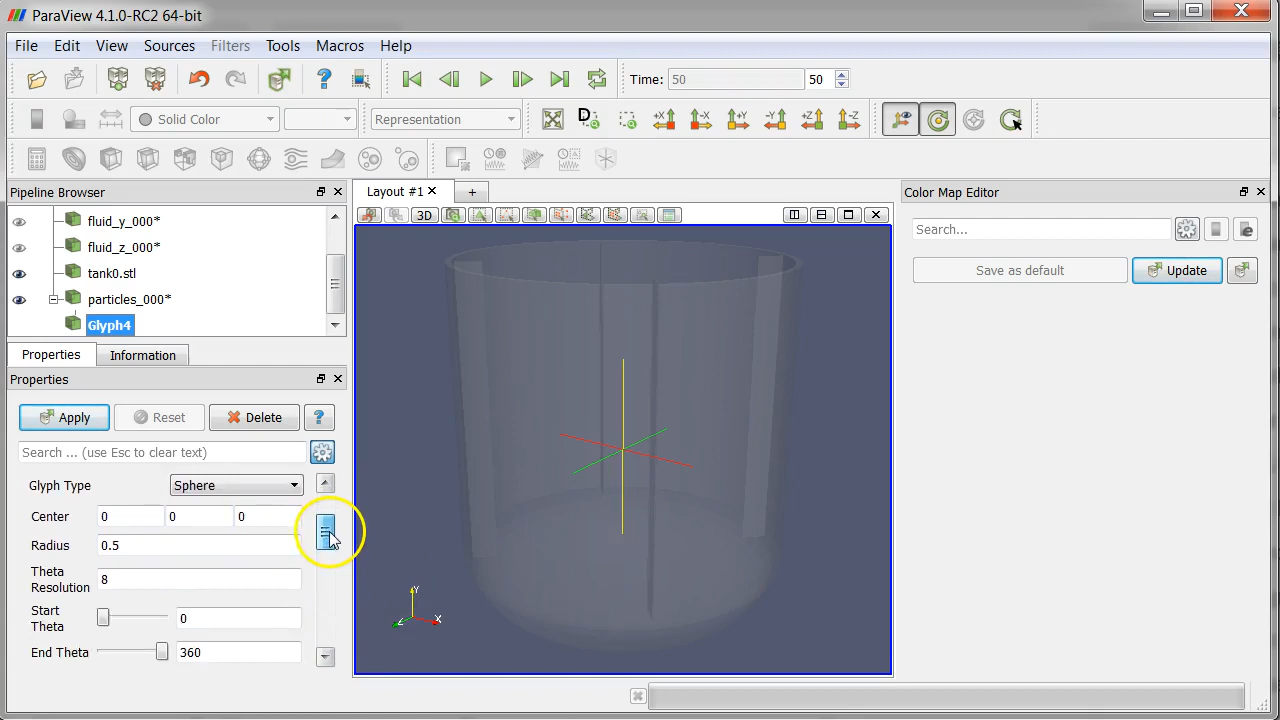 ParaView 4.1.0-RC2 64-bit
File Edit View Sources Filters Tools Macros Help
Time: 50 50
Solid Color Representation
D +X -X +Y -Y +Z -Z
Pipeline Browser
fluid_y_000*
fluid_z_000*
tank0.stl
particles_000*
Glyph4
Properties Information
Properties
Apply Reset Delete ?
Search ... (use Esc to clear text)
Glyph Type Sphere
Center 0 0 0
Radius 0.5
Theta Resolution 8
Start Theta 0
End Theta 360
Layout #1 +
3D
Y
X
Color Map Editor
Search...
e
Save as default Update